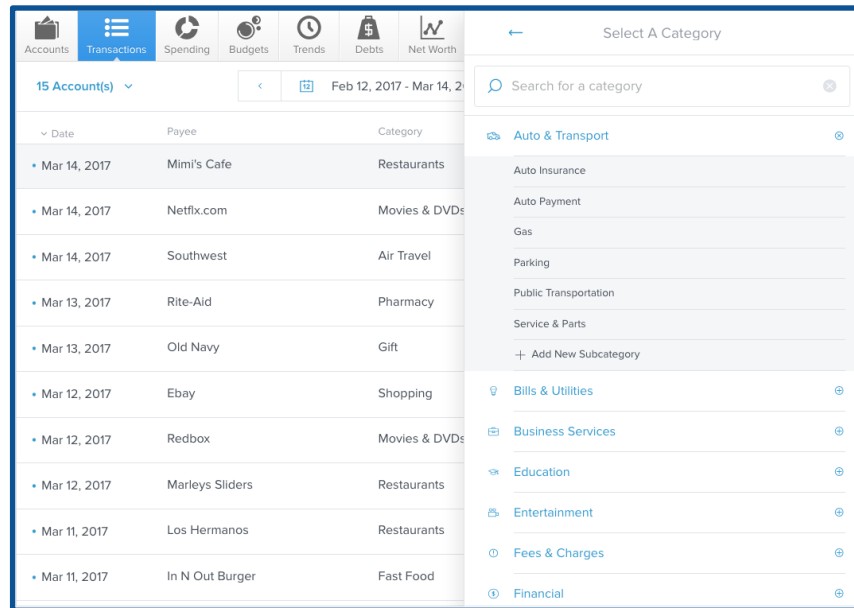 Accounts Transactions Spending Budgets Trends Debts Net Worth
15 Account(s)
12 Feb 12, 2017 - Mar 14, 2
Date Payee Category
Mar 14, 2017 Mimi's Cafe Restaurants
Mar 14, 2017 Netflx.com Movies & DVDs
Mar 14, 2017 Southwest Air Travel
Mar 13, 2017 Rite-Aid Pharmacy
Mar 13, 2017 Old Navy Gift
Mar 12, 2017 Ebay Shopping
Mar 12, 2017 Redbox Movies & DVDs
Mar 12, 2017 Marleys Sliders Restaurants
Mar 11, 2017 Los Hermanos Restaurants
Mar 11, 2017 In N Out Burger Fast Food
Select A Category
Search for a category
Auto & Transport
Auto Insurance
Auto Payment
Gas
Parking
Public Transportation
Service & Parts
+ Add New Subcategory
Bills & Utilities
Business Services
Education
Entertainment
Fees & Charges
Financial